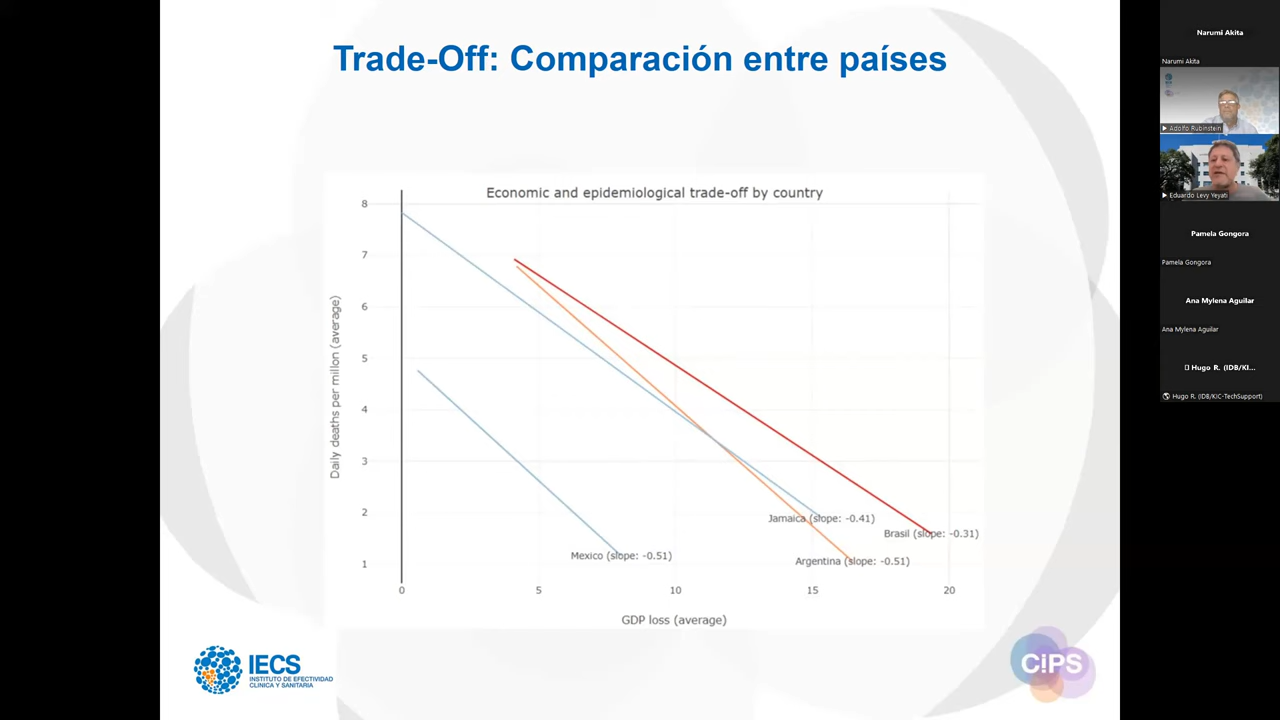 Trade-Off: Comparación entre países
Economic and epidemiological trade-off by country
8
7
6
5
4
3
2
1
Daily deaths per millon (average)
Jamaica (slope: -0.41)
Brasil (slope: -0.31)
Mexico (slope: -0.51)
Argentina (slope: -0.51)
0
5
10
15
20
GDP loss (average)
IECS
INSTITUTO DE EFECTIVIDAD
CLINICA Y SANITARIA
CiPS
Narumi Akita
Narumi Akita
Adolfo Rubinstein
Eduardo Levy Yeyati
Pamela Gongora
Pamela Gongora
Ana Mylena Aguilar
Ana Mylena Aguilar
Hugo R. (IDB/KI...
Hugo R. (IDB/KIC-TechSupport)